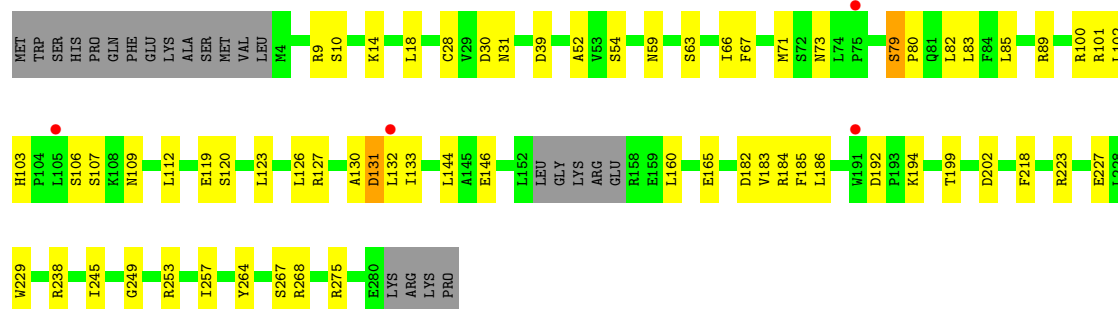 MET TRP SER HIS PRO GLN PHE GLU LYS ALA SER MET VAL LEU M4 R9 S10 K14 L18 C28 V29 D30 N31 D39 A52 V53 S54 N59 S63 I66 F67 M71 S72 N73 L74 P75 S79 P80 Q81 L82 L83 F84 L85 R89 R100 R101 L102
H103 P104 L105 S106 S107 K108 N109 L112 E119 S120 L123 L126 R127 A130 D131 L132 I133 L144 A145 E146 L152 LEU GLY LYS ARG GLU R158 E159 L160 E165 D182 V183 R184 F185 L186 W191 D192 P193 K194 T199 D202 F218 R223 E227
W229 R238 I245 G249 R253 I257 Y264 S267 R268 R275 E280 LYS ARG LYS PRO